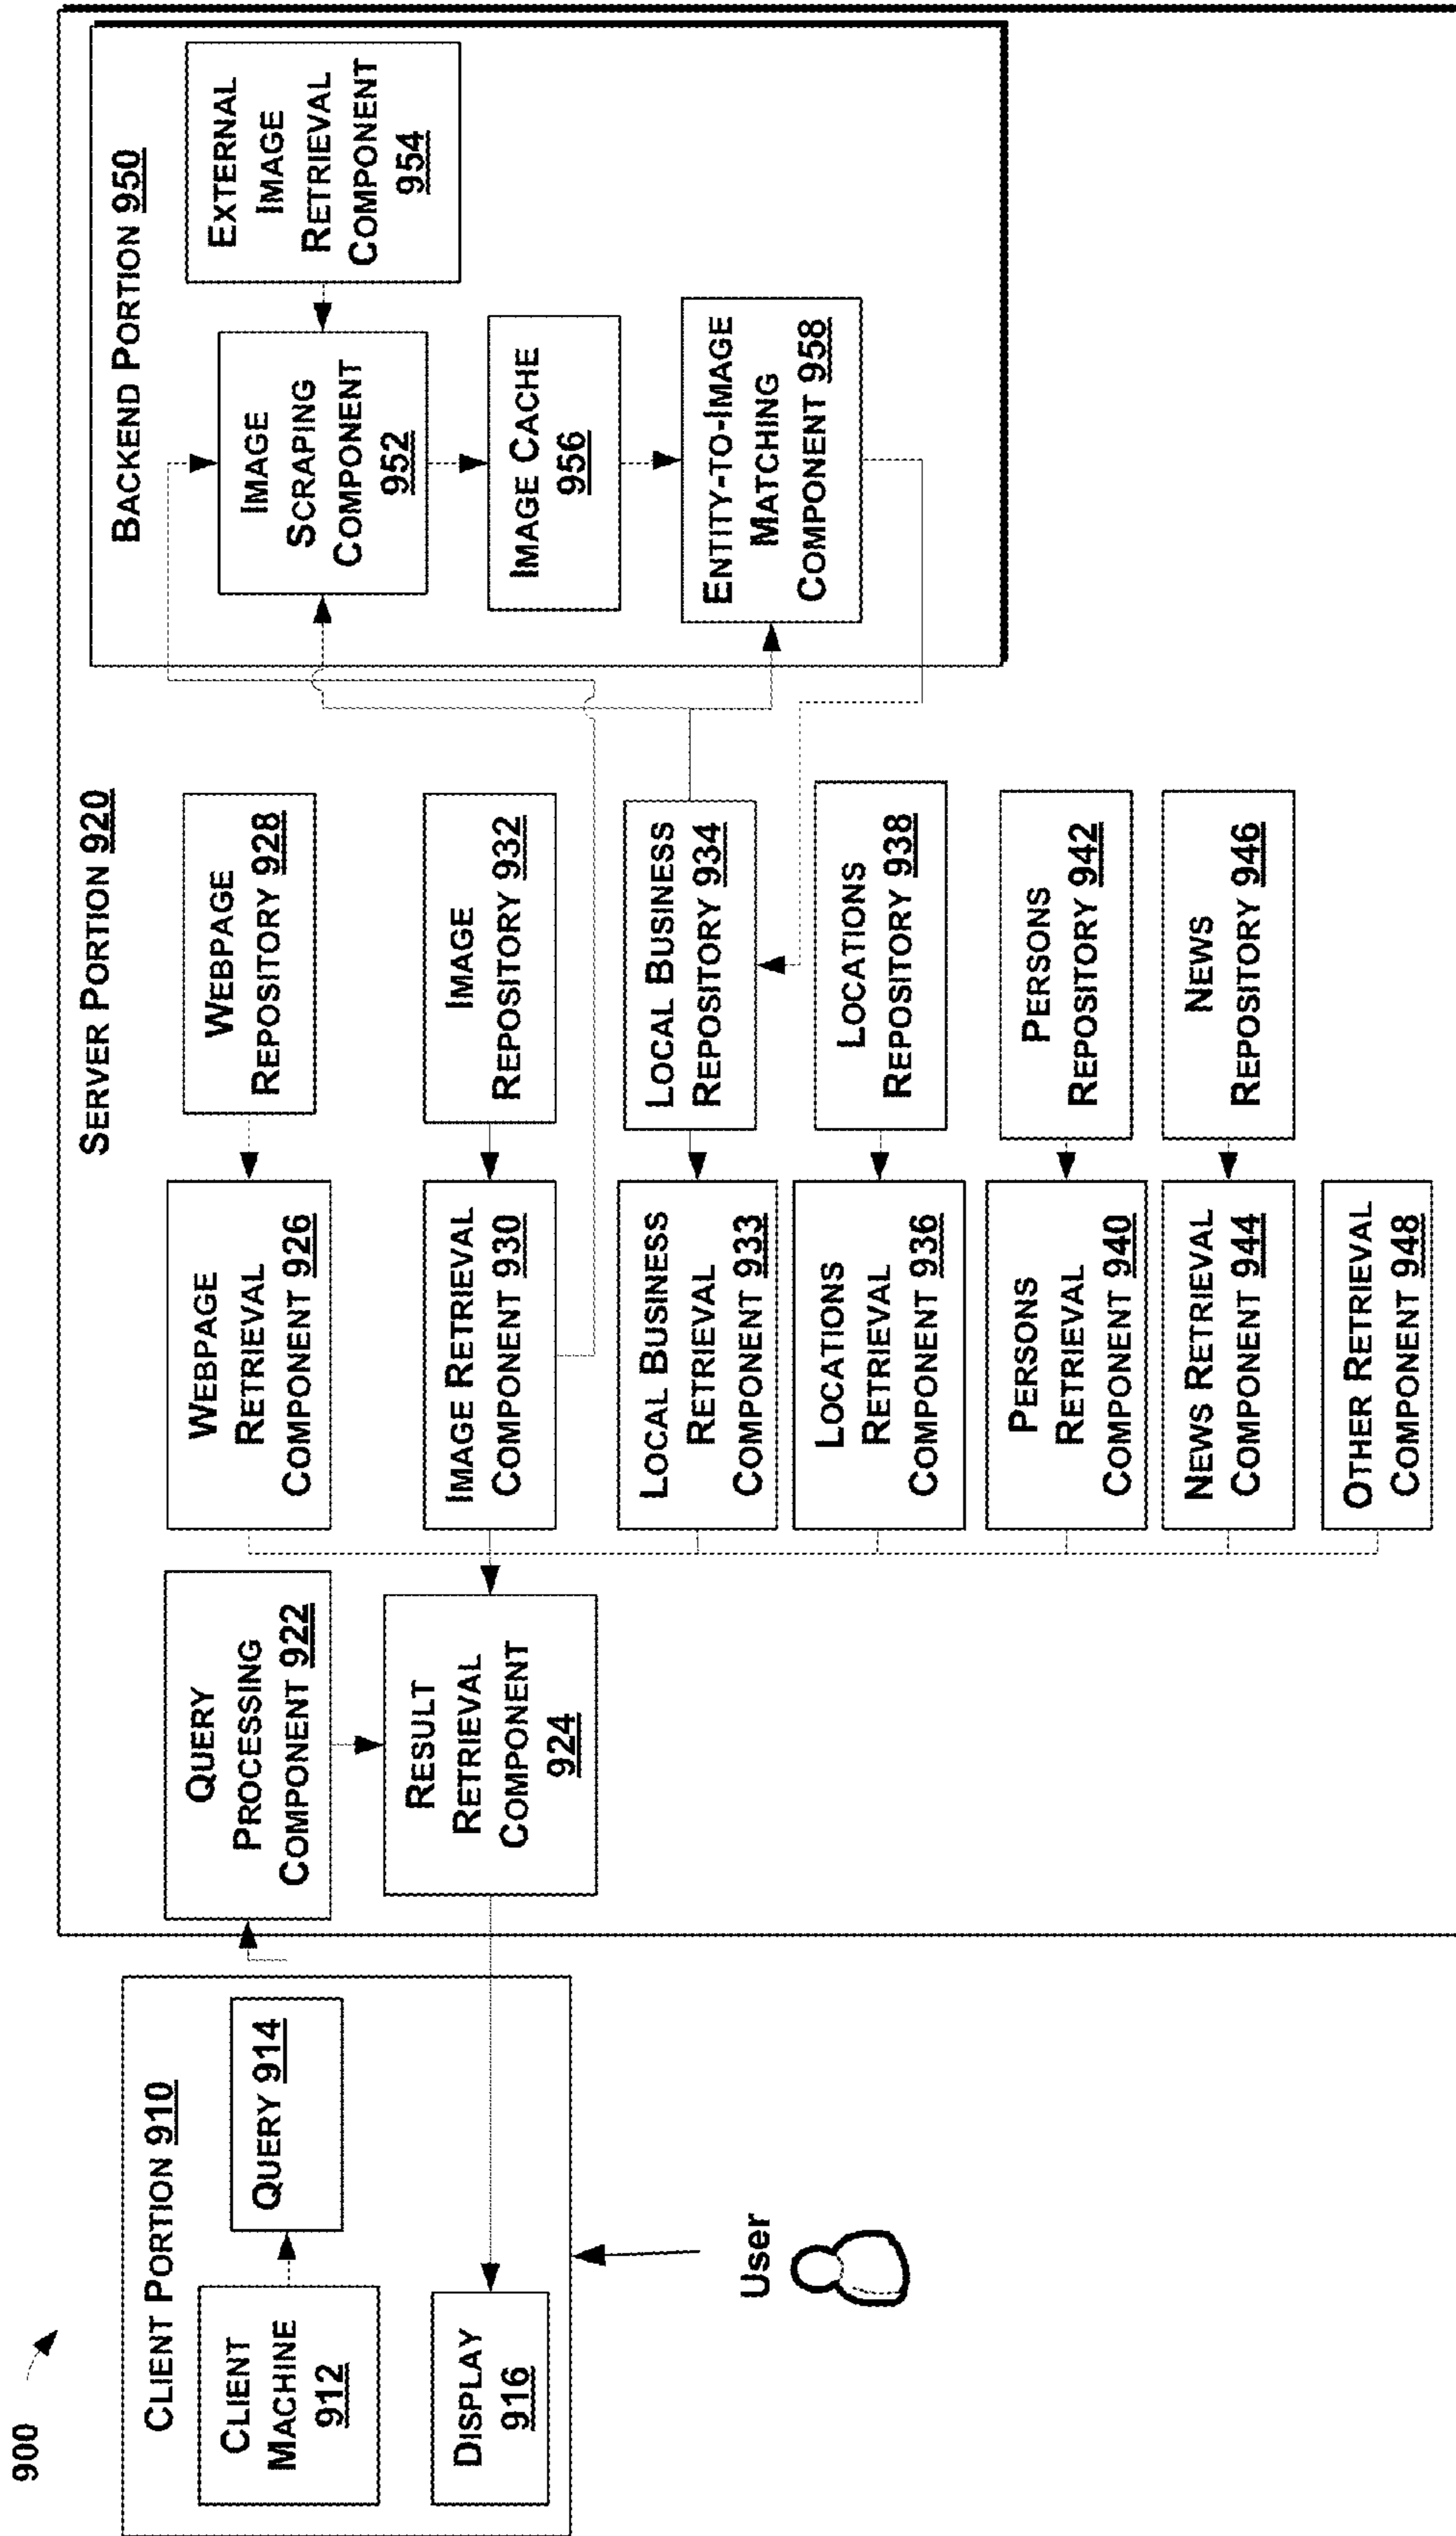 900
CLIENT PORTION 910
CLIENT
MACHINE
912
QUERY 914
DISPLAY
916
User
SERVER PORTION 920
QUERY
PROCESSING
COMPONENT 922
RESULT
RETRIEVAL
COMPONENT
924
WEBPAGE
RETRIEVAL
COMPONENT 926
WEBPAGE
REPOSITORY 928
IMAGE RETRIEVAL
COMPONENT 930
IMAGE
REPOSITORY 932
LOCAL BUSINESS
RETRIEVAL
COMPONENT 933
LOCAL BUSINESS
REPOSITORY 934
LOCATIONS
RETRIEVAL
COMPONENT 936
LOCATIONS
REPOSITORY 938
PERSONS
RETRIEVAL
COMPONENT 940
PERSONS
REPOSITORY 942
NEWS RETRIEVAL
COMPONENT 944
NEWS
REPOSITORY 946
OTHER RETRIEVAL
COMPONENT 948
BACKEND PORTION 950
IMAGE
SCRAPING
COMPONENT
952
EXTERNAL
IMAGE
RETRIEVAL
COMPONENT
954
IMAGE CACHE
956
ENTITY-TO-IMAGE
MATCHING
COMPONENT 958